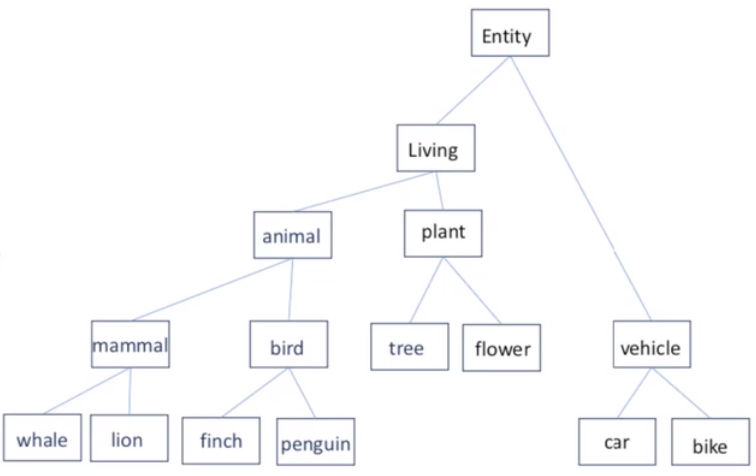 Entity
Living
animal
plant
mammal
bird
tree
flower
vehicle
whale
lion
finch
penguin
car
bike